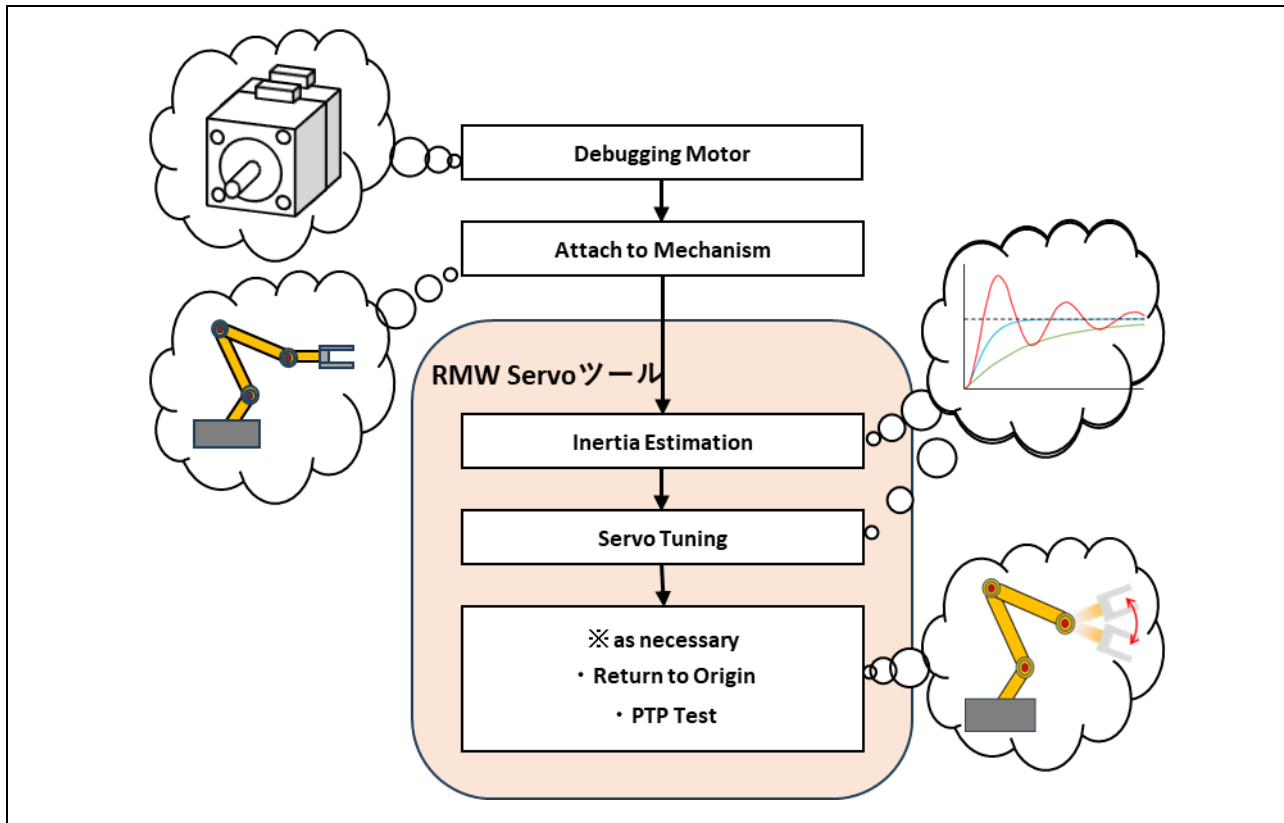 Debugging Motor
Attach to Mechanism
RMW Servoツール
Inertia Estimation
Servo Tuning
※ as necessary
・ Return to Origin
・ PTP Test